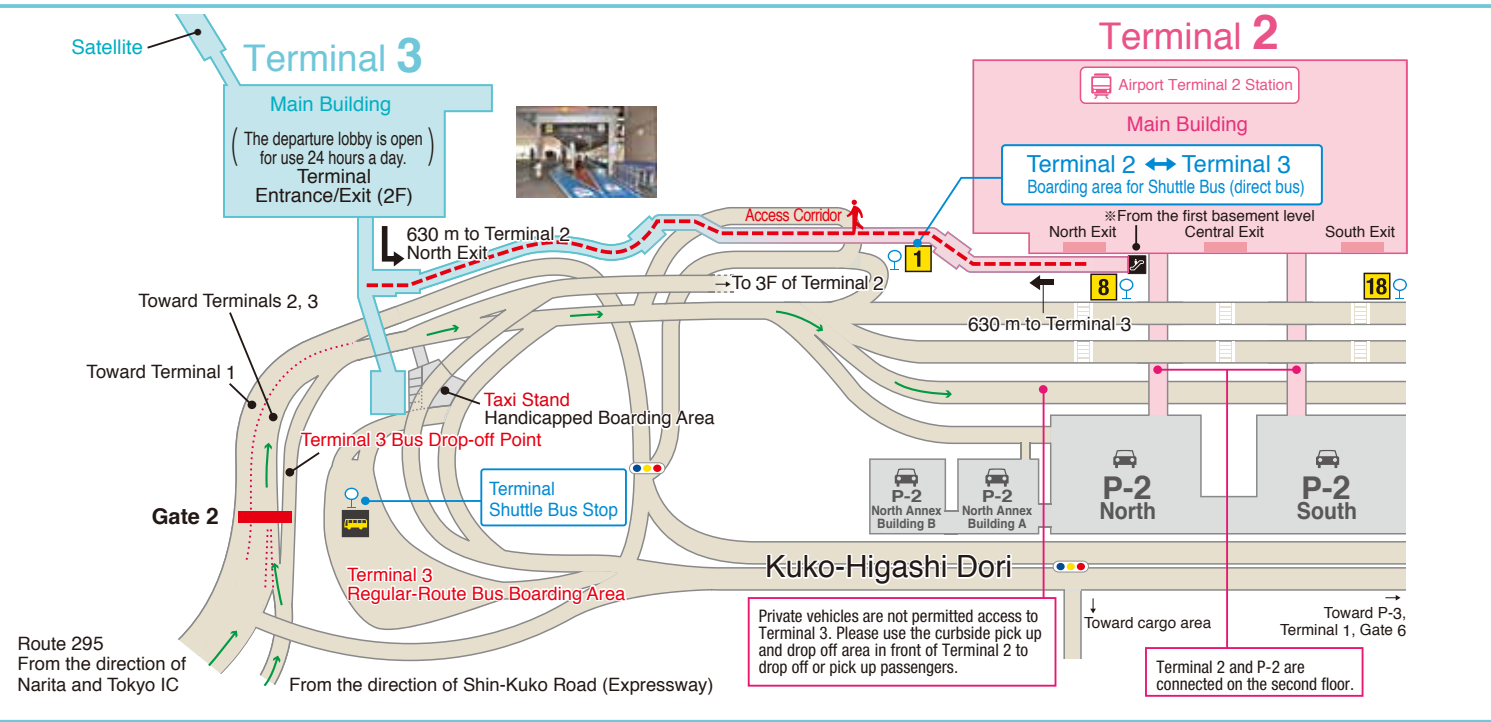 Satellite
Terminal 3
Main Building
(The departure lobby is open
for use 24 hours a day.)
Terminal
Entrance/Exit (2F)
630 m to Terminal 2
North Exit
Terminal 2
Airport Terminal 2 Station
Main Building
Terminal 2 ↔ Terminal 3
Boarding area for Shuttle Bus (direct bus)
※From the first basement level
North Exit
Central Exit
South Exit
Access Corridor
1
8
18
→To 3F of Terminal 2
630 m to Terminal 3
Toward Terminals 2, 3
Toward Terminal 1
Taxi Stand
Handicapped Boarding Area
Terminal 3 Bus Drop-off Point
Terminal
Shuttle Bus Stop
Gate 2
Terminal 3
Regular-Route Bus Boarding Area
P-2
North Annex
Building B
P-2
North Annex
Building A
P-2
North
P-2
South
Kuko-Higashi Dori
Private vehicles are not permitted access to
Terminal 3. Please use the curbside pick up
and drop off area in front of Terminal 2 to
drop off or pick up passengers.
↓
Toward cargo area
→
Toward P-3,
Terminal 1, Gate 6
Terminal 2 and P-2 are
connected on the second floor.
Route 295
From the direction of
Narita and Tokyo IC
From the direction of Shin-Kuko Road (Expressway)